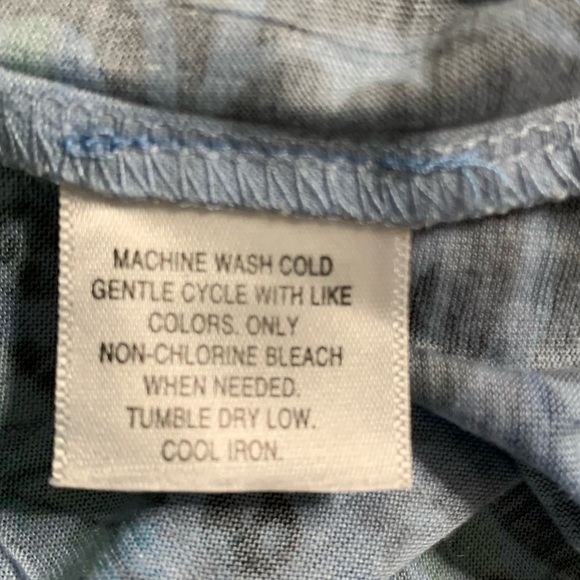 MACHINE WASH COLD
GENTLE CYCLE WITH LIKE
COLORS. ONLY
NON-CHLORINE BLEACH
WHEN NEEDED.
TUMBLE DRY LOW.
COOL IRON.